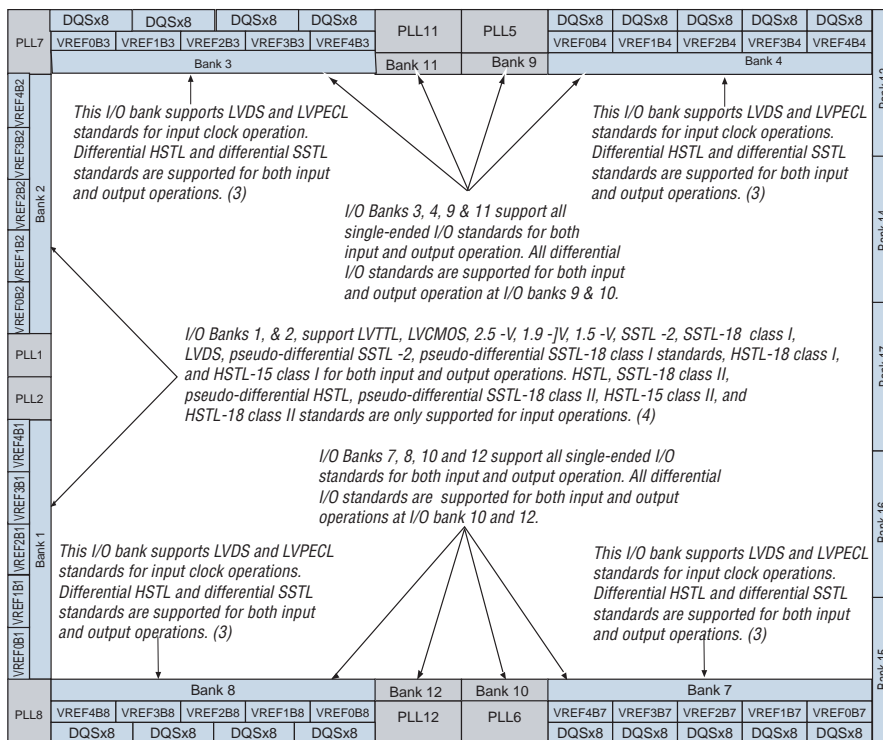 DQSx8 DQSx8 DQSx8 DQSx8
PLL7
VREF0B3 VREF1B3 VREF2B3 VREF3B3 VREF4B3
Bank 3
PLL11 PLL5
Bank 11 Bank 9
DQSx8 DQSx8 DQSx8 DQSx8 DQSx8
VREF0B4 VREF1B4 VREF2B4 VREF3B4 VREF4B4
Bank 4
VREF4B2
VREF3B2
VREF2B2
VREF1B2
VREF0B2
Bank 2
This I/O bank supports LVDS and LVPECL
standards for input clock operation.
Differential HSTL and differential SSTL
standards are supported for both input
and output operations. (3)
This I/O bank supports LVDS and LVPECL
standards for input clock operations.
Differential HSTL and differential SSTL
standards are supported for both input
and output operations. (3)
I/O Banks 3, 4, 9 & 11 support all
single-ended I/O standards for both
input and output operation. All differential
I/O standards are supported for both input
and output operation at I/O banks 9 & 10.
PLL1
PLL2
I/O Banks 1, & 2, support LVTTL, LVCMOS, 2.5 -V, 1.9 -]V, 1.5 -V, SSTL -2, SSTL-18 class I,
LVDS, pseudo-differential SSTL -2, pseudo-differential SSTL-18 class I standards, HSTL-18 class I,
and HSTL-15 class I for both input and output operations. HSTL, SSTL-18 class II,
pseudo-differential HSTL, pseudo-differential SSTL-18 class II, HSTL-15 class II, and
HSTL-18 class II standards are only supported for input operations. (4)
VREF4B1
VREF3B1
VREF2B1
VREF1B1
VREF0B1
Bank 1
I/O Banks 7, 8, 10 and 12 support all single-ended I/O
standards for both input and output operation. All differential
I/O standards are supported for both input and output
operations at I/O bank 10 and 12.
This I/O bank supports LVDS and LVPECL
standards for input clock operations.
Differential HSTL and differential SSTL
standards are supported for both input
and output operations. (3)
This I/O bank supports LVDS and LVPECL
standards for input clock operations.
Differential HSTL and differential SSTL
standards are supported for both input
and output operations. (3)
Bank 14
Bank 17
Bank 16
Bank 15
PLL8
Bank 8
VREF4B8 VREF3B8 VREF2B8 VREF1B8 VREF0B8
DQSx8 DQSx8 DQSx8 DQSx8
Bank 12 Bank 10
PLL12 PLL6
Bank 7
VREF4B7 VREF3B7 VREF2B7 VREF1B7 VREF0B7
DQSx8 DQSx8 DQSx8 DQSx8 DQSx8